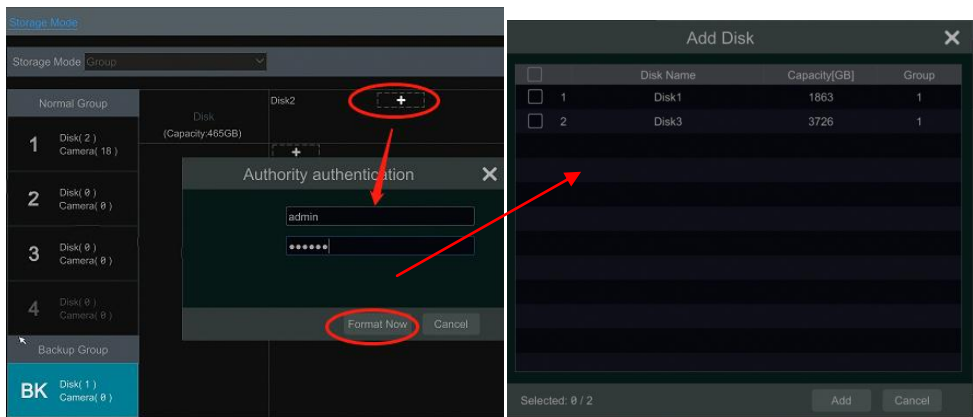 Storage Mode
Storage Mode Group
Normal Group
1 Disk( 2 )
Camera( 18 )
2 Disk( 0 )
Camera( 0 )
3 Disk( 0 )
Camera( 0 )
4 Disk( 0 )
Camera( 0 )
Backup Group
BK Disk( 1 )
Camera( 0 )
Disk
(Capacity:465GB)
Disk2 +
+
Authority authentication
admin
••••••
Format Now Cancel
Add Disk
Disk Name Capacity[GB] Group
1 Disk1 1863 1
2 Disk3 3726 1
Selected: 0 / 2 Add Cancel